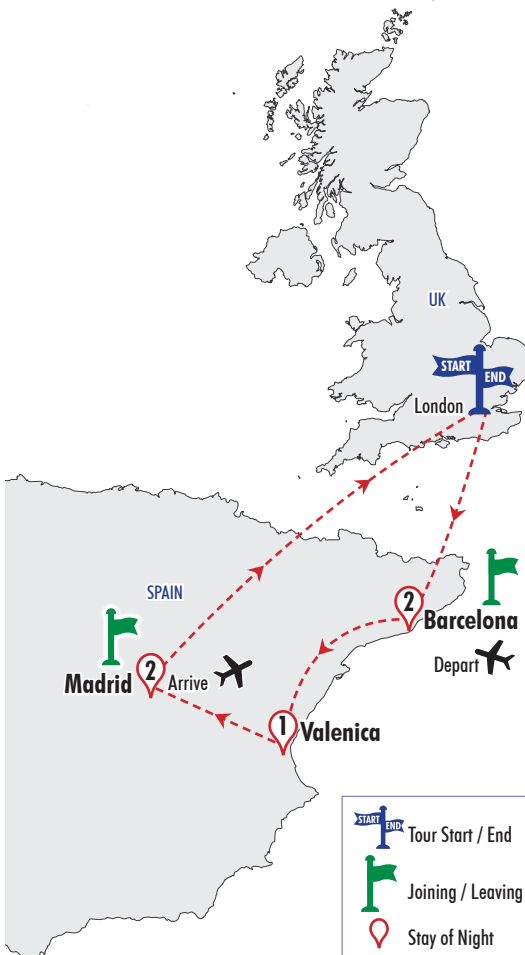 UK
START
END
London
SPAIN
2
Barcelona
Depart
2
Madrid
Arrive
1
Valenica
START
END
Tour Start / End
Joining / Leaving
Stay of Night